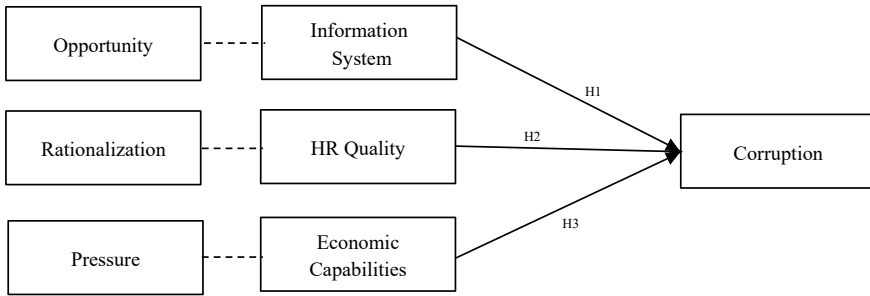 Opportunity
Information
System
H1
Rationalization
HR Quality
H2
Corruption
Pressure
Economic
Capabilities
H3